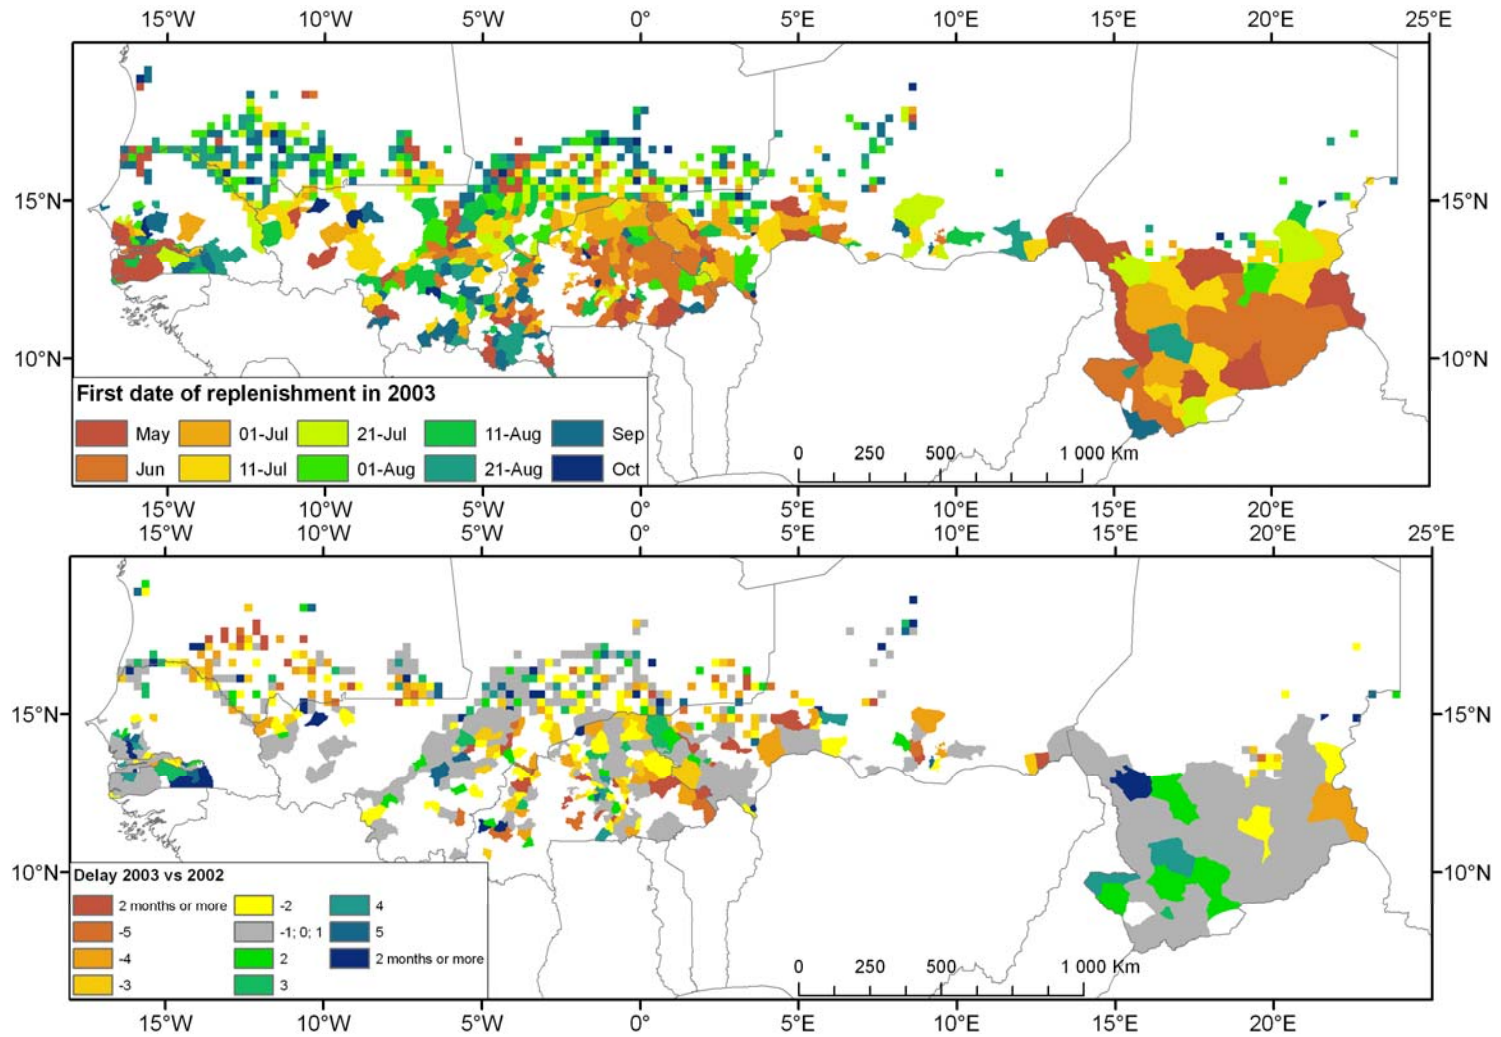 15°W 10°W 5°W 0° 5°E 10°E 15°E 20°E 25°E
15°N 15°N
10°N 10°N
First date of replenishment in 2003
May 01-Jul 21-Jul 11-Aug Sep
Jun 11-Jul 01-Aug 21-Aug Oct
0 250 500 1 000 Km
15°W 10°W 5°W 0° 5°E 10°E 15°E 20°E
15°W 10°W 5°W 0° 5°E 10°E 15°E 20°E 25°E
15°N 15°N
10°N 10°N
Delay 2003 vs 2002
2 months or more -2 4
-5 -1; 0; 1 5
-4 2 2 months or more
-3 3
0 250 500 1 000 Km
15°W 10°W 5°W 0° 5°E 10°E 15°E 20°E